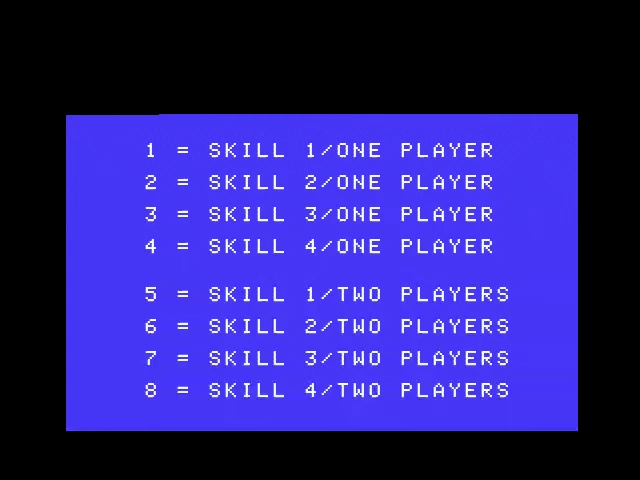 1 = SKILL 1/ONE PLAYER
2 = SKILL 2/ONE PLAYER
3 = SKILL 3/ONE PLAYER
4 = SKILL 4/ONE PLAYER
5 = SKILL 1/TWO PLAYERS
6 = SKILL 2/TWO PLAYERS
7 = SKILL 3/TWO PLAYERS
8 = SKILL 4/TWO PLAYERS